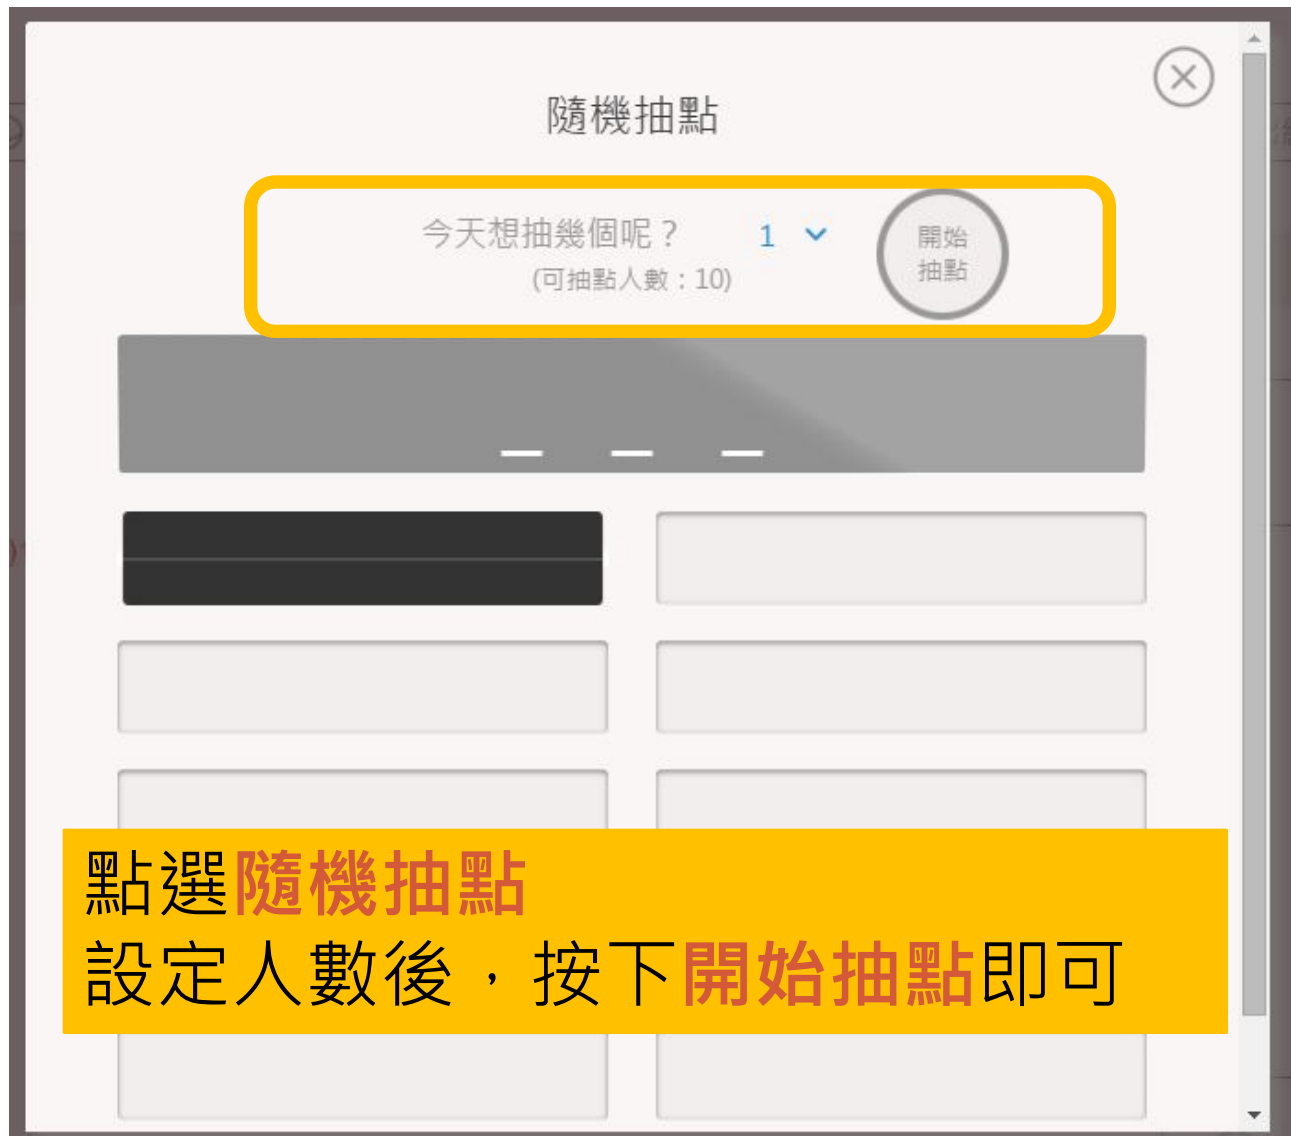 隨機抽點
今天想抽幾個呢？ 1
(可抽點人數：10)
開始
抽點
點選隨機抽點
設定人數後，按下開始抽點即可